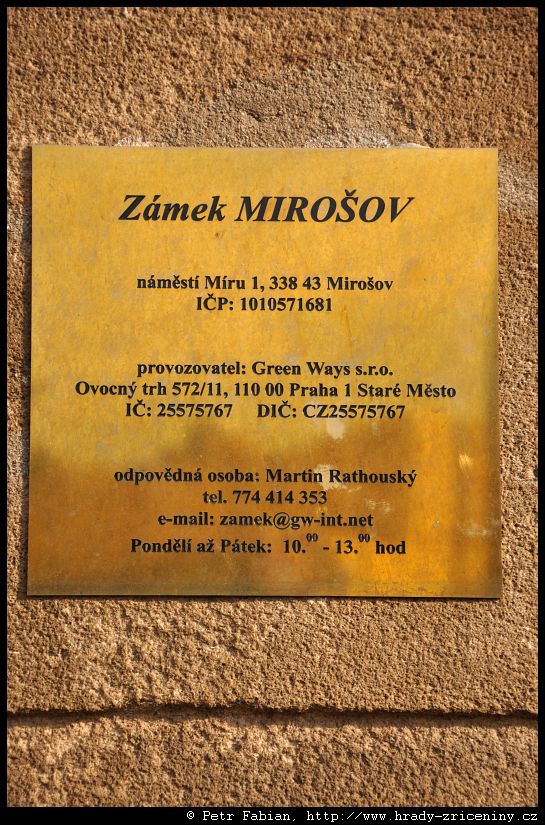 Zámek MIROŠOV
náměstí Míru 1, 338 43 Mirošov
IČP: 1010571681
provozovatel: Green Ways s.r.o.
Ovocný trh 572/11, 110 00 Praha 1 Staré Město
IČ: 25575767 DIČ: CZ25575767
odpovědná osoba: Martin Rathouský
tel. 774 414 353
e-mail: zamek@gw-int.net
Pondělí až Pátek: 10.00 - 13.00 hod
© Petr Fabian, http://www.hrady-zriceniny.cz